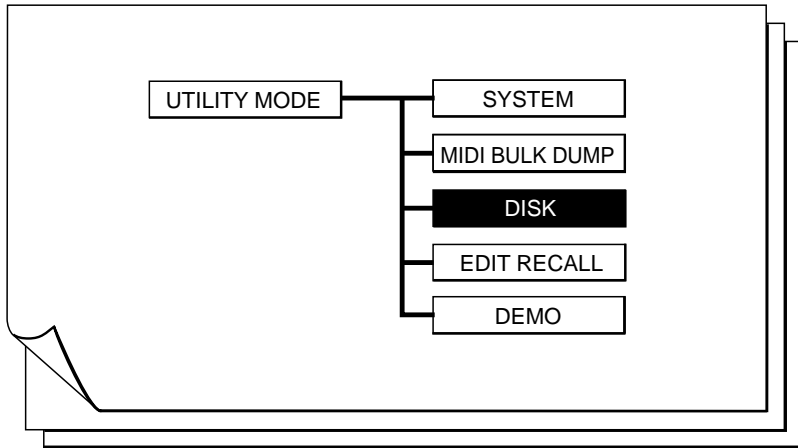 UTILITY MODE
SYSTEM
MIDI BULK DUMP
DISK
EDIT RECALL
DEMO